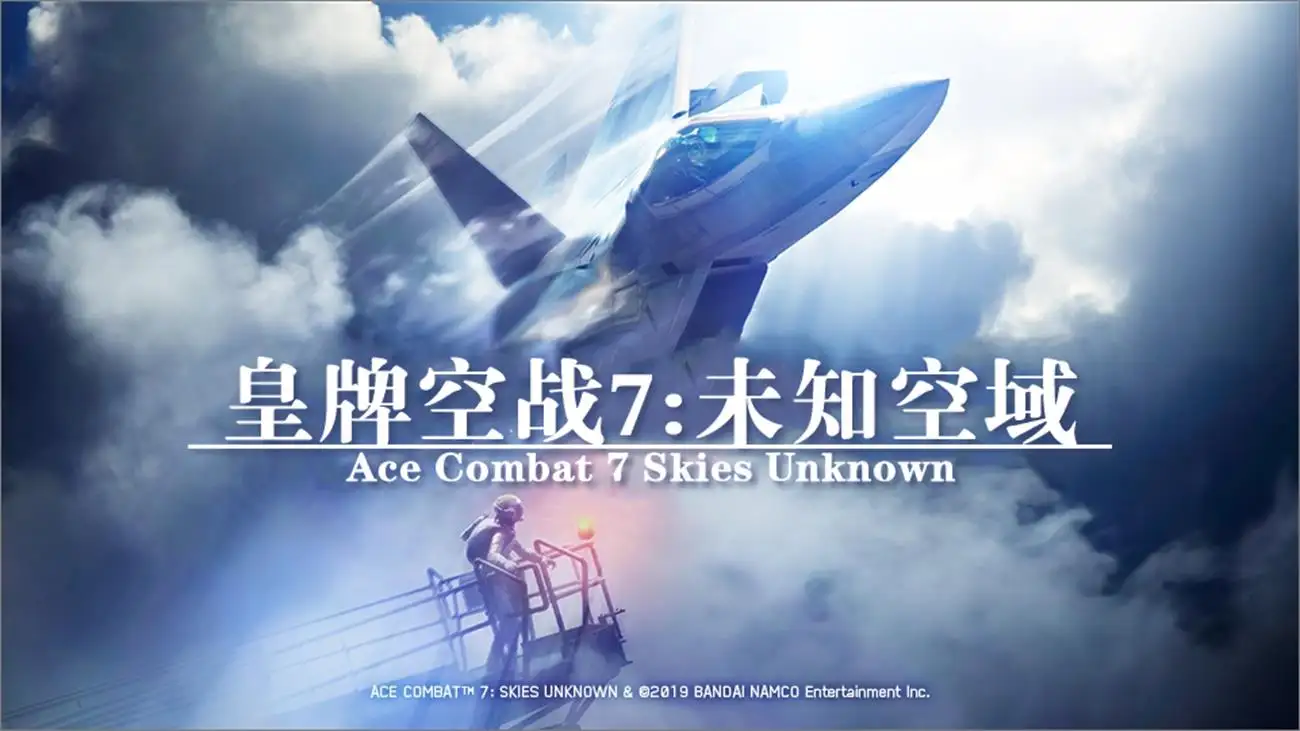 皇牌空战7:未知空域
Ace Combat 7 Skies Unknown
ACE COMBAT™ 7: SKIES UNKNOWN & ©2019 BANDAI NAMCO Entertainment Inc.